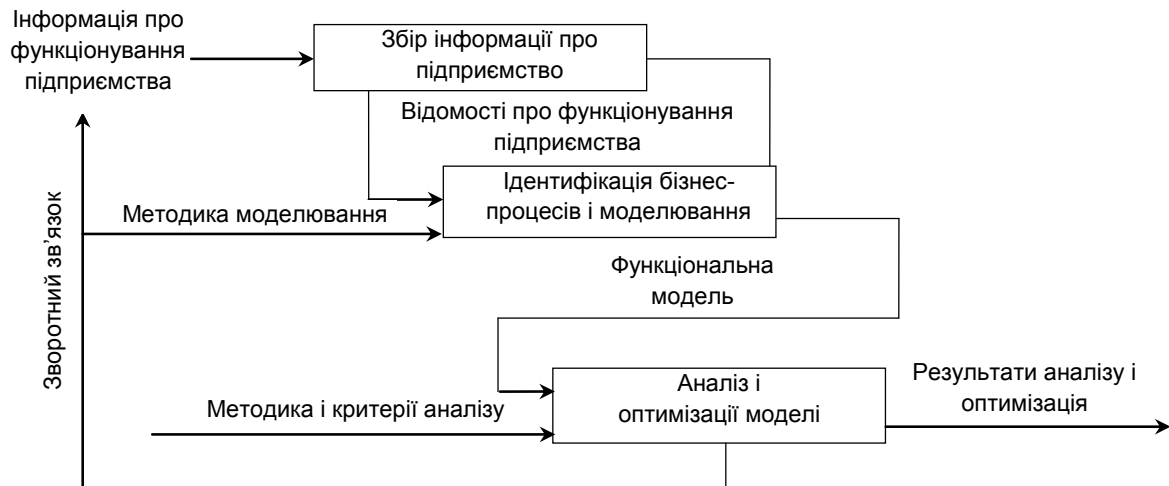 Інформація про
функціонування
підприємства
Збір інформації про
підприємство
Відомості про функціонування
підприємства
Ідентифікація бізнес-
процесів і моделювання
Методика моделювання
Зворотний зв’язок
Функціональна
модель
Аналіз і
оптимізації моделі
Методика і критерії аналізу
Результати аналізу і
оптимізація